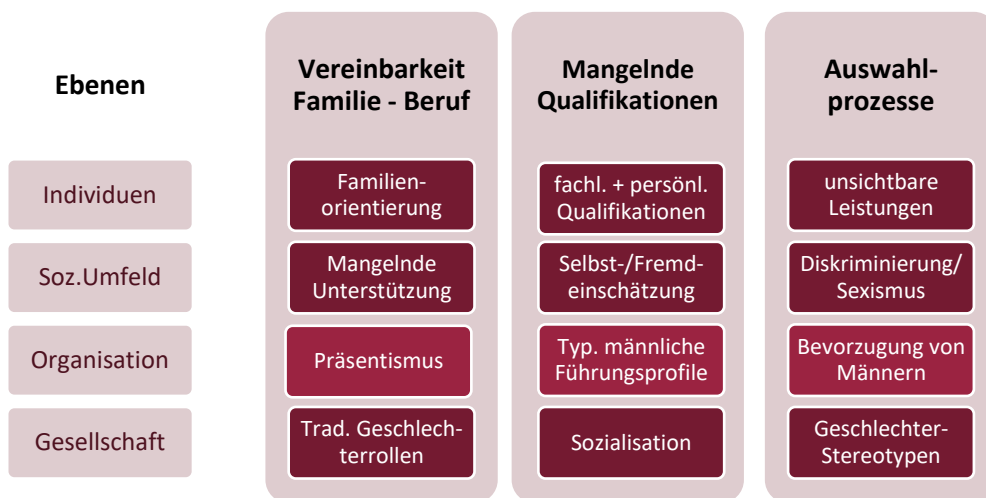 Ebenen
Vereinbarkeit
Familie - Beruf
Mangelnde
Qualifikationen
Auswahl-
prozesse
Individuen
Familien-
orientierung
fachl. + persönl.
Qualifikationen
unsichtbare
Leistungen
Soz.Umfeld
Mangelnde
Unterstützung
Selbst-/Fremd-
einschätzung
Diskriminierung/
Sexismus
Organisation
Präsentismus
Typ. männliche
Führungsprofile
Bevorzugung von
Männern
Gesellschaft
Trad. Geschlech-
terrollen
Sozialisation
Geschlechter-
Stereotypen